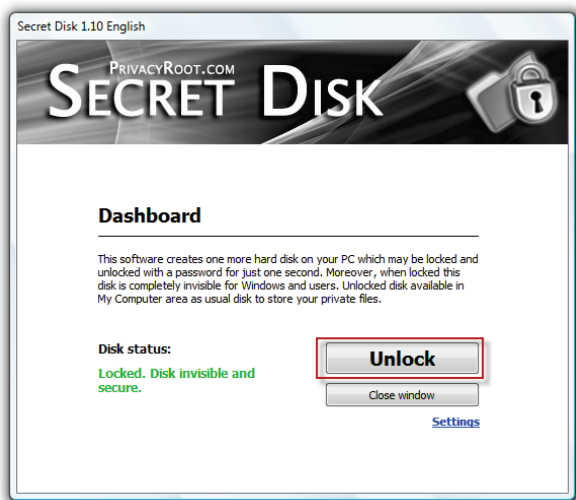 Secret Disk 1.10 English
PRIVACYROOT.COM
SECRET DISK
Dashboard
This software creates one more hard disk on your PC which may be locked and
unlocked with a password for just one second. Moreover, when locked this
disk is completely invisible for Windows and users. Unlocked disk available in
My Computer area as usual disk to store your private files.
Disk status:
Locked. Disk invisible and
secure.
Unlock
Close window
Settings